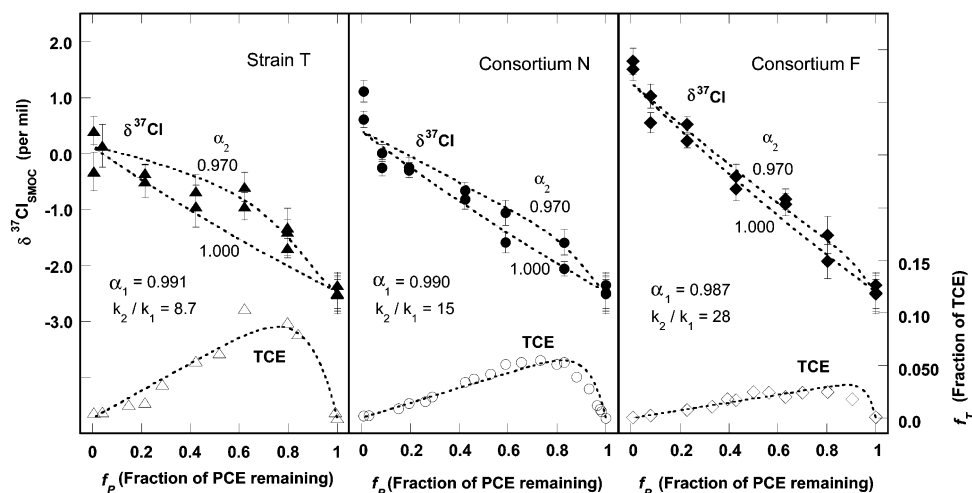 Strain T
Consortium N
Consortium F
2.0
1.0
0.0
-1.0
-2.0
-3.0
δ 37ClSMOC (per mil)
δ 37Cl
α2
0.970
1.000
α1 = 0.991
k2 / k1 = 8.7
TCE
δ 37Cl
α2
0.970
1.000
α1 = 0.990
k2 / k1 = 15
TCE
δ 37Cl
α2
0.970
1.000
α1 = 0.987
k2 / k1 = 28
TCE
0.15
0.10
0.050
0.0
fT (Fraction of TCE)
0 0.2 0.4 0.6 0.8 1
0 0.2 0.4 0.6 0.8 1
0 0.2 0.4 0.6 0.8 1
fP (Fraction of PCE remaining)
fP (Fraction of PCE remaining)
fP (Fraction of PCE remaining)